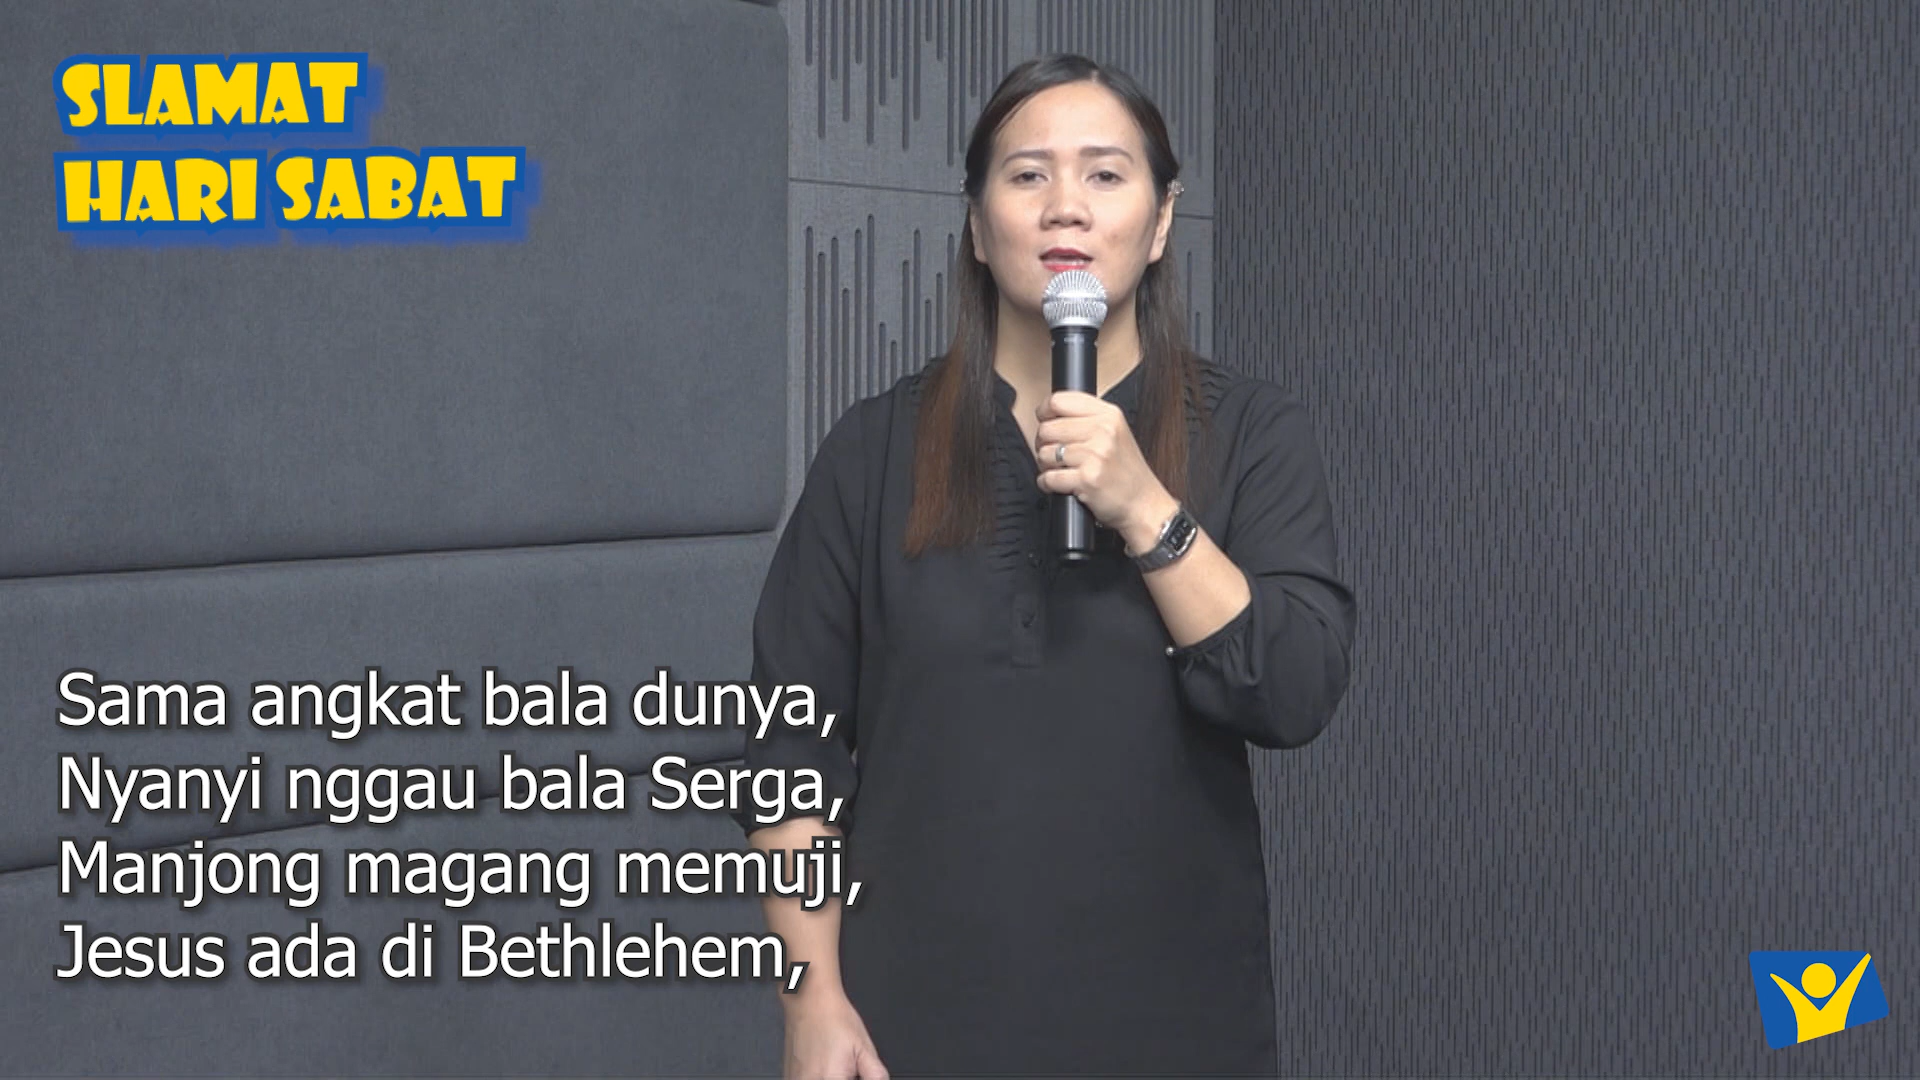 SLAMAT
HARI SABAT
Sama angkat bala dunya,
Nyanyi nggau bala Serga,
Manjong magang memuji,
Jesus ada di Bethlehem,